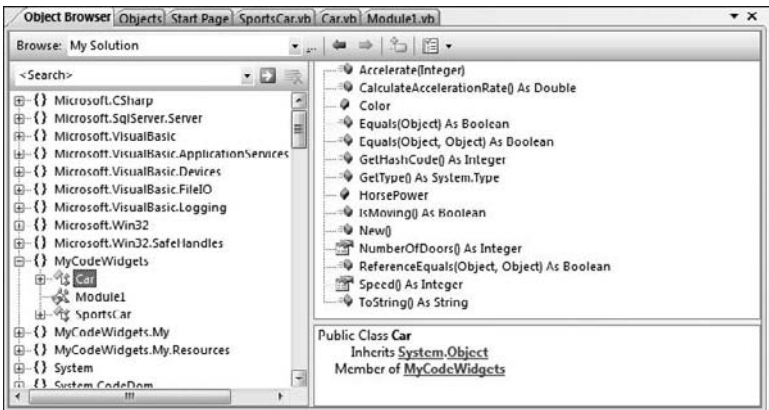 Object Browser Objects Start Page SportsCar.vb Car.vb Module1.vb
Browse: My Solution ...
<Search>
{} Microsoft.CSharp
{} Microsoft.SqlServer.Server
{} Microsoft.VisualBasic
{} Microsoft.VisualBasic.ApplicationServices
{} Microsoft.VisualBasic.Devices
{} Microsoft.VisualBasic.FileIO
{} Microsoft.VisualBasic.Logging
{} Microsoft.Win32
{} Microsoft.Win32.SafeHandles
{} MyCodeWidgets
Car
Module1
SportsCar
{} MyCodeWidgets.My
{} MyCodeWidgets.My.Resources
{} System
{} System.CodeDom
Accelerate(Integer)
CalculateAccelerationRate() As Double
Color
Equals(Object) As Boolean
Equals(Object, Object) As Boolean
GetHashCode() As Integer
GetType() As System.Type
HorsePower
IsMoving() As Boolean
New()
NumberOfDoors() As Integer
ReferenceEquals(Object, Object) As Boolean
Speed() As Integer
ToString() As String
Public Class Car
Inherits System.Object
Member of MyCodeWidgets